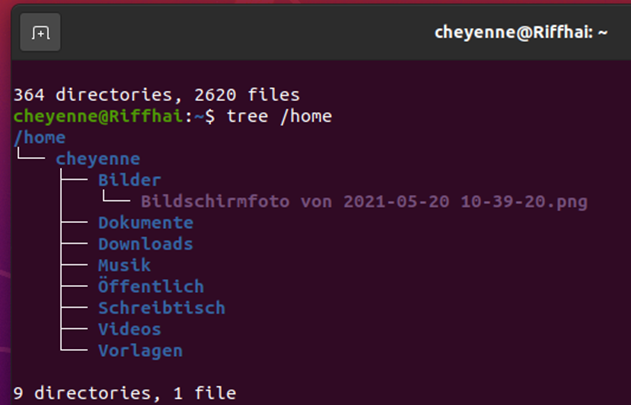 cheyenne@Riffhai: ~
364 directories, 2620 files
cheyenne@Riffhai:~$ tree /home
/home
└── cheyenne
    ├── Bilder
    │   └── Bildschirmfoto von 2021-05-20 10-39-20.png
    ├── Dokumente
    ├── Downloads
    ├── Musik
    ├── Öffentlich
    ├── Schreibtisch
    ├── Videos
    └── Vorlagen
9 directories, 1 file